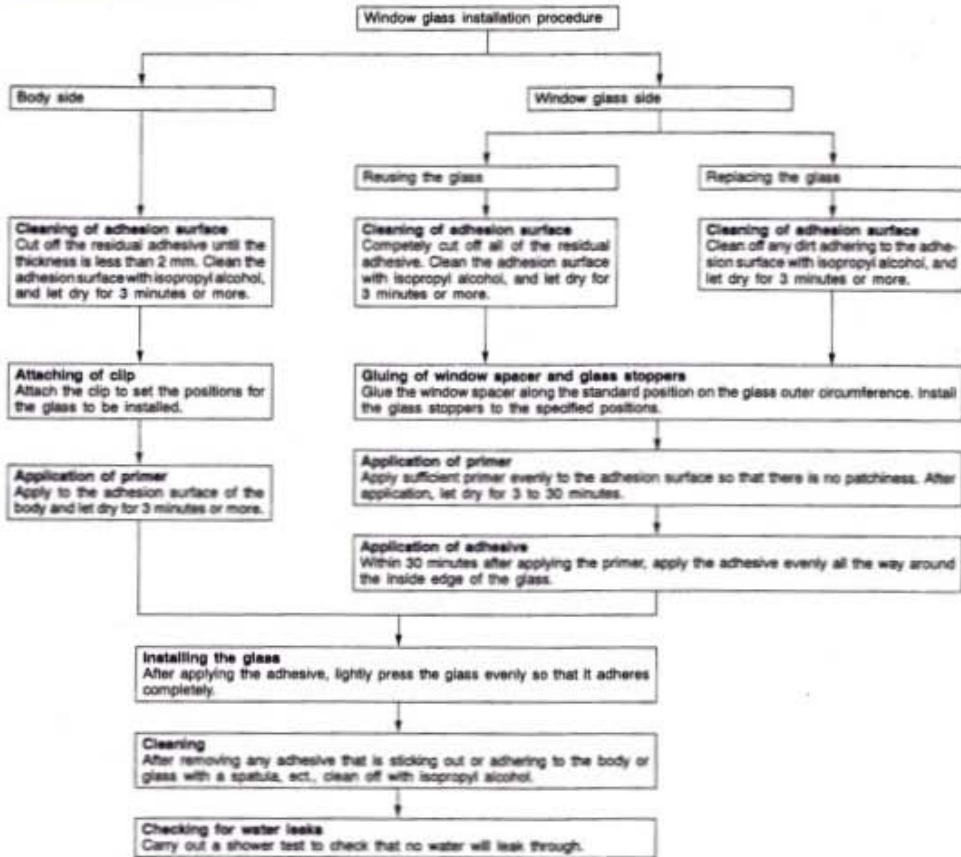 Window glass installation procedure
Body side
Window glass side
Reusing the glass
Replacing the glass
Cleaning of adhesion surface
Cut off the residual adhesive until the
thickness is less than 2 mm. Clean the
adhesion surface with isopropyl alcohol,
and let dry for 3 minutes or more.
Cleaning of adhesion surface
Competely cut off all of the residual
adhesive. Clean the adhesion surface
with isopropyl alcohol, and let dry for
3 minutes or more.
Cleaning of adhesion surface
Clean off any dirt adhering to the adhe-
sion surface with isopropyl alcohol, and
let dry for 3 minutes or more.
Attaching of clip
Attach the clip to set the positions for
the glass to be installed.
Gluing of window spacer and glass stoppers
Glue the window spacer along the standard position on the glass outer circumference. Install
the glass stoppers to the specified positions.
Application of primer
Apply to the adhesion surface of the
body and let dry for 3 minutes or more.
Application of primer
Apply sufficient primer evenly to the adhesion surface so that there is no patchiness. After
application, let dry for 3 to 30 minutes.
Application of adhesive
Within 30 minutes after applying the primer, apply the adhesive evenly all the way around
the inside edge of the glass.
Installing the glass
After applying the adhesive, lightly press the glass evenly so that it adheres
completely.
Cleaning
After removing any adhesive that is sticking out or adhering to the body or
glass with a spatula, ect., clean off with isopropyl alcohol.
Checking for water leaks
Carry out a shower test to check that no water will leak through.